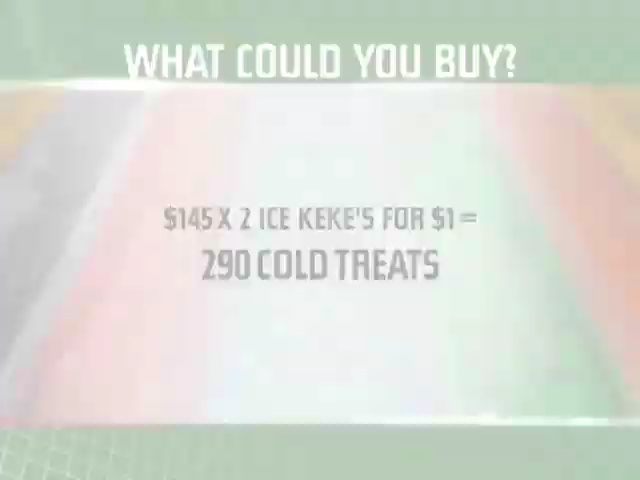 WHAT COULD YOU BUY?
$145 X 2 ICE KEKE'S FOR $1 =
290 COLD TREATS